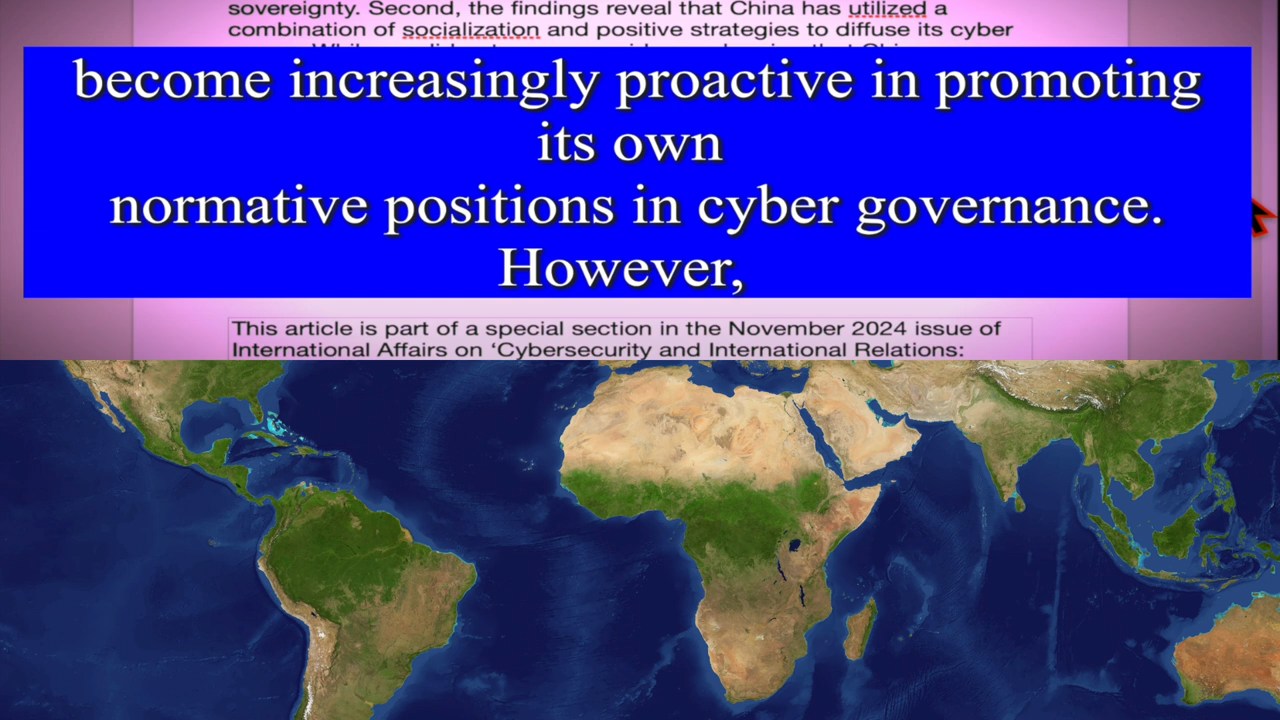 sovereignty. Second, the findings reveal that China has utilized a
combination of socialization and positive strategies to diffuse its cyber
become increasingly proactive in promoting
its own
normative positions in cyber governance.
However,
This article is part of a special section in the November 2024 issue of
International Affairs on ‘Cybersecurity and International Relations: